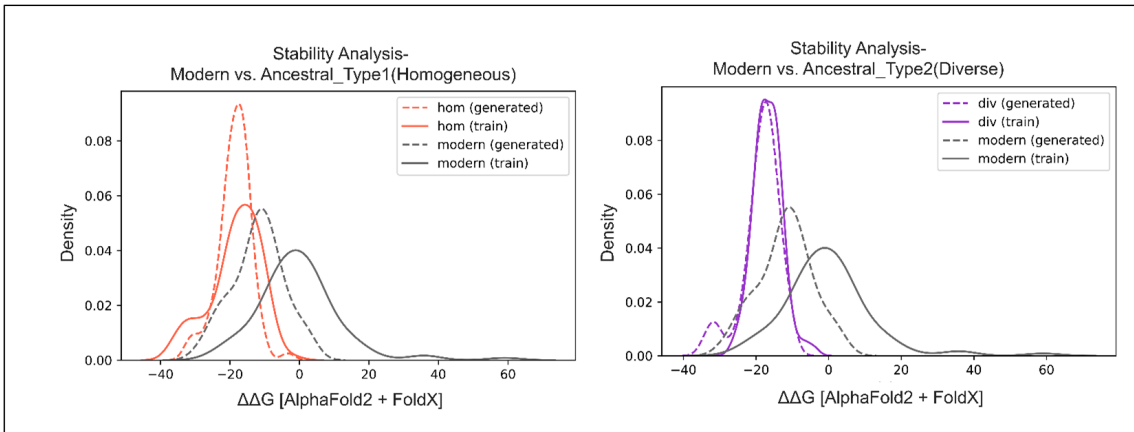 Stability Analysis-
Modern vs. Ancestral_Type1(Homogeneous)
hom (generated)
hom (train)
modern (generated)
modern (train)
Density
0.08
0.06
0.04
0.02
0.00
−40 −20 0 20 40 60
ΔΔG [AlphaFold2 + FoldX]
Stability Analysis-
Modern vs. Ancestral_Type2(Diverse)
div (generated)
div (train)
modern (generated)
modern (train)
Density
0.08
0.06
0.04
0.02
0.00
−40 −20 0 20 40 60
ΔΔG [AlphaFold2 + FoldX]